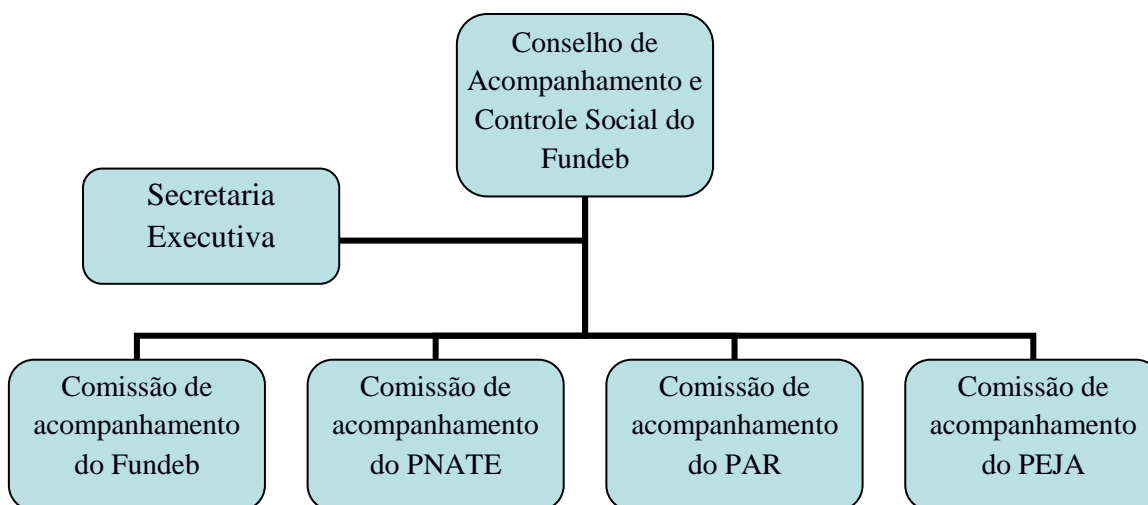 Conselho de
Acompanhamento e
Controle Social do
Fundeb
Secretaria
Executiva
Comissão de
acompanhamento
do Fundeb
Comissão de
acompanhamento
do PNATE
Comissão de
acompanhamento
do PAR
Comissão de
acompanhamento
do PEJA